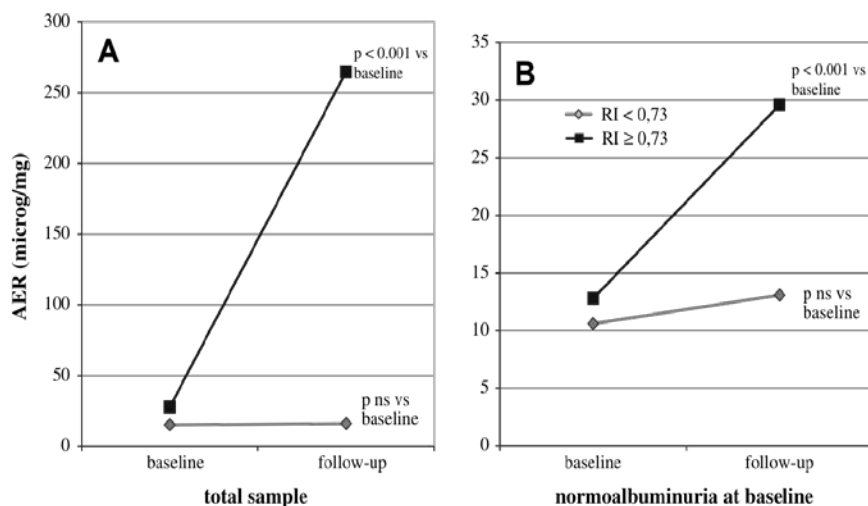 A
AER (microg/mg)
300
250
200
150
100
50
0
p < 0.001 vs
baseline
p ns vs
baseline
baseline
follow-up
total sample
B
35
30
25
20
15
10
5
0
p < 0.001 vs
baseline
RI < 0,73
RI ≥ 0,73
p ns vs
baseline
baseline
follow-up
normoalbuminuria at baseline